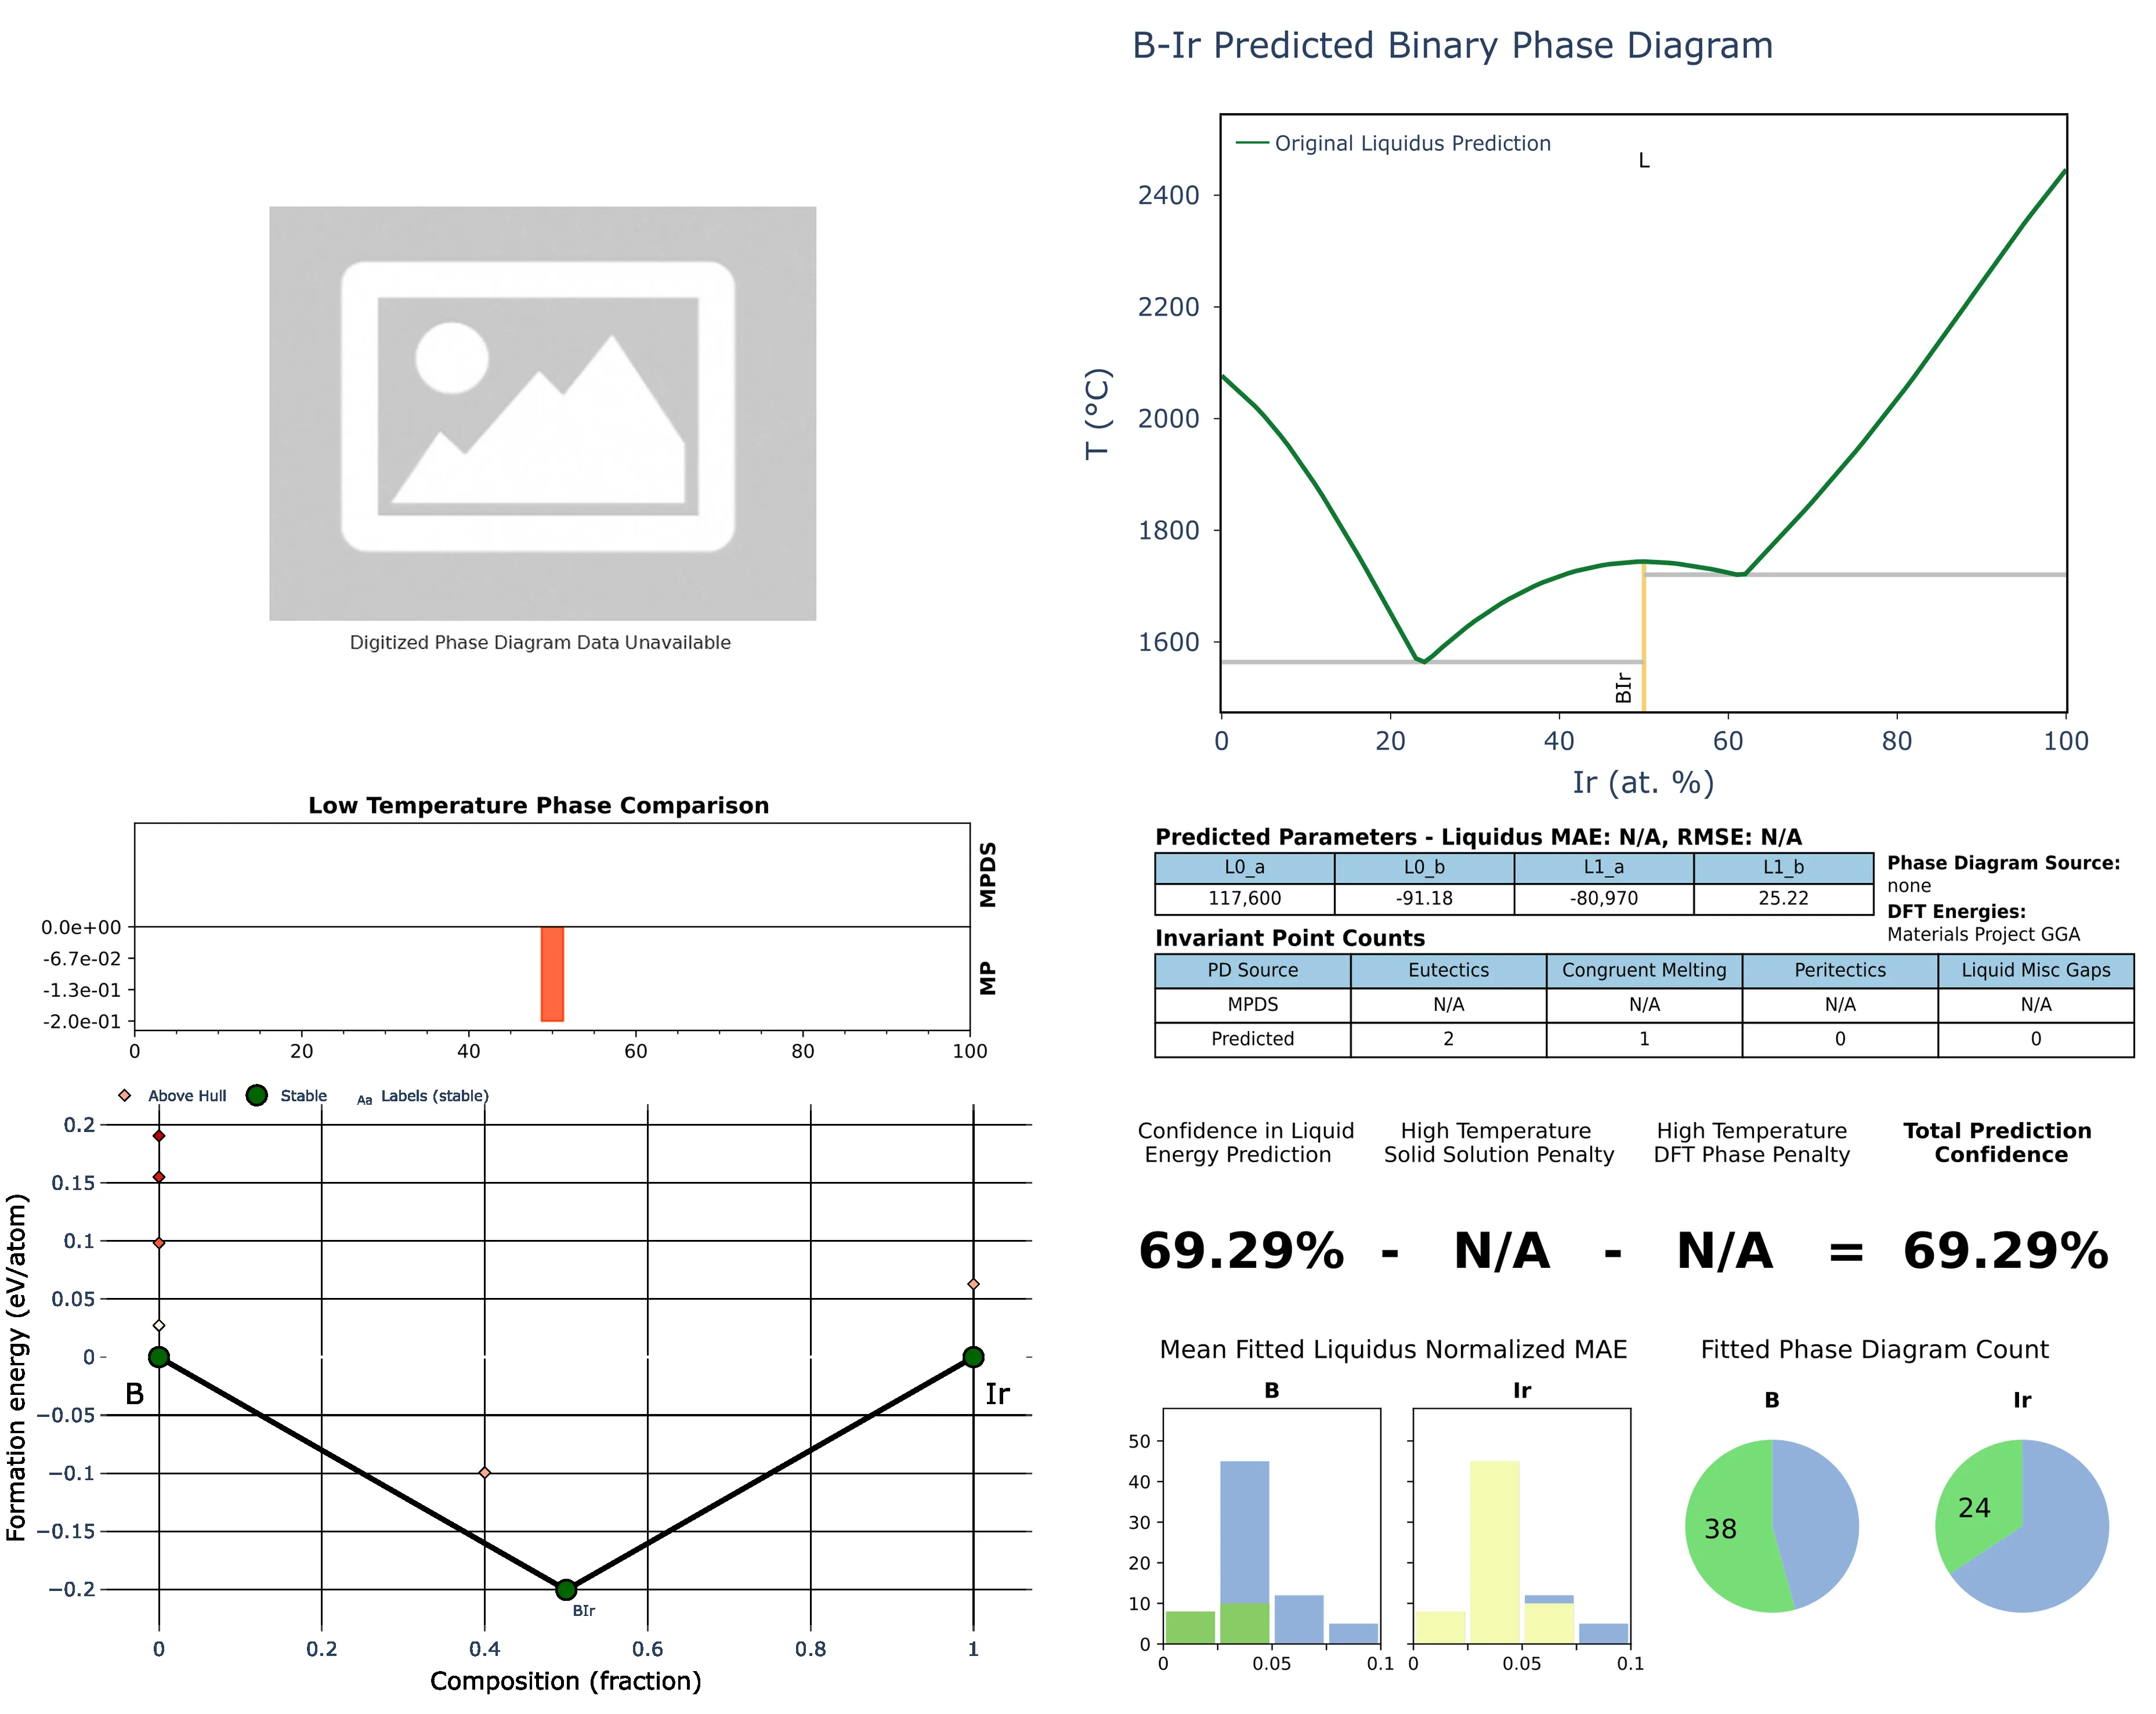 B-Ir Predicted Binary Phase Diagram
Original Liquidus Prediction
L
2400
2200
2000
1800
1600
T (°C)
BIr
0 20 40 60 80 100
Ir (at. %)
Digitized Phase Diagram Data Unavailable
Low Temperature Phase Comparison
MPDS
MP
0.0e+00
-6.7e-02
-1.3e-01
-2.0e-01
0 20 40 60 80 100
Predicted Parameters - Liquidus MAE: N/A, RMSE: N/A
L0_a L0_b L1_a L1_b
117,600 -91.18 -80,970 25.22
Phase Diagram Source:
none
DFT Energies:
Materials Project GGA
Invariant Point Counts
PD Source Eutectics Congruent Melting Peritectics Liquid Misc Gaps
MPDS N/A N/A N/A N/A
Predicted 2 1 0 0
Above Hull Stable Aa Labels (stable)
0.2
0.15
0.1
0.05
0
−0.05
−0.1
−0.15
−0.2
Formation energy (eV/atom)
B
Ir
BIr
0 0.2 0.4 0.6 0.8 1
Composition (fraction)
Confidence in Liquid
Energy Prediction
High Temperature
Solid Solution Penalty
High Temperature
DFT Phase Penalty
Total Prediction
Confidence
69.29% - N/A - N/A = 69.29%
Mean Fitted Liquidus Normalized MAE
B
Ir
50
40
30
20
10
0
0 0.05 0.1
0 0.05 0.1
Fitted Phase Diagram Count
B
Ir
38
24